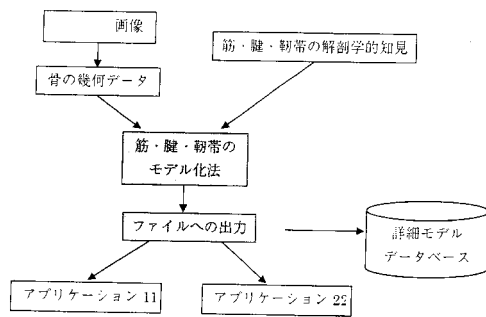 画像
筋・腱・靭帯の解剖学的知見
骨の幾何データ
筋・腱・靭帯の
モデル化法
ファイルへの出力
詳細モデル
データベース
アプリケーション 11
アプリケーション 22